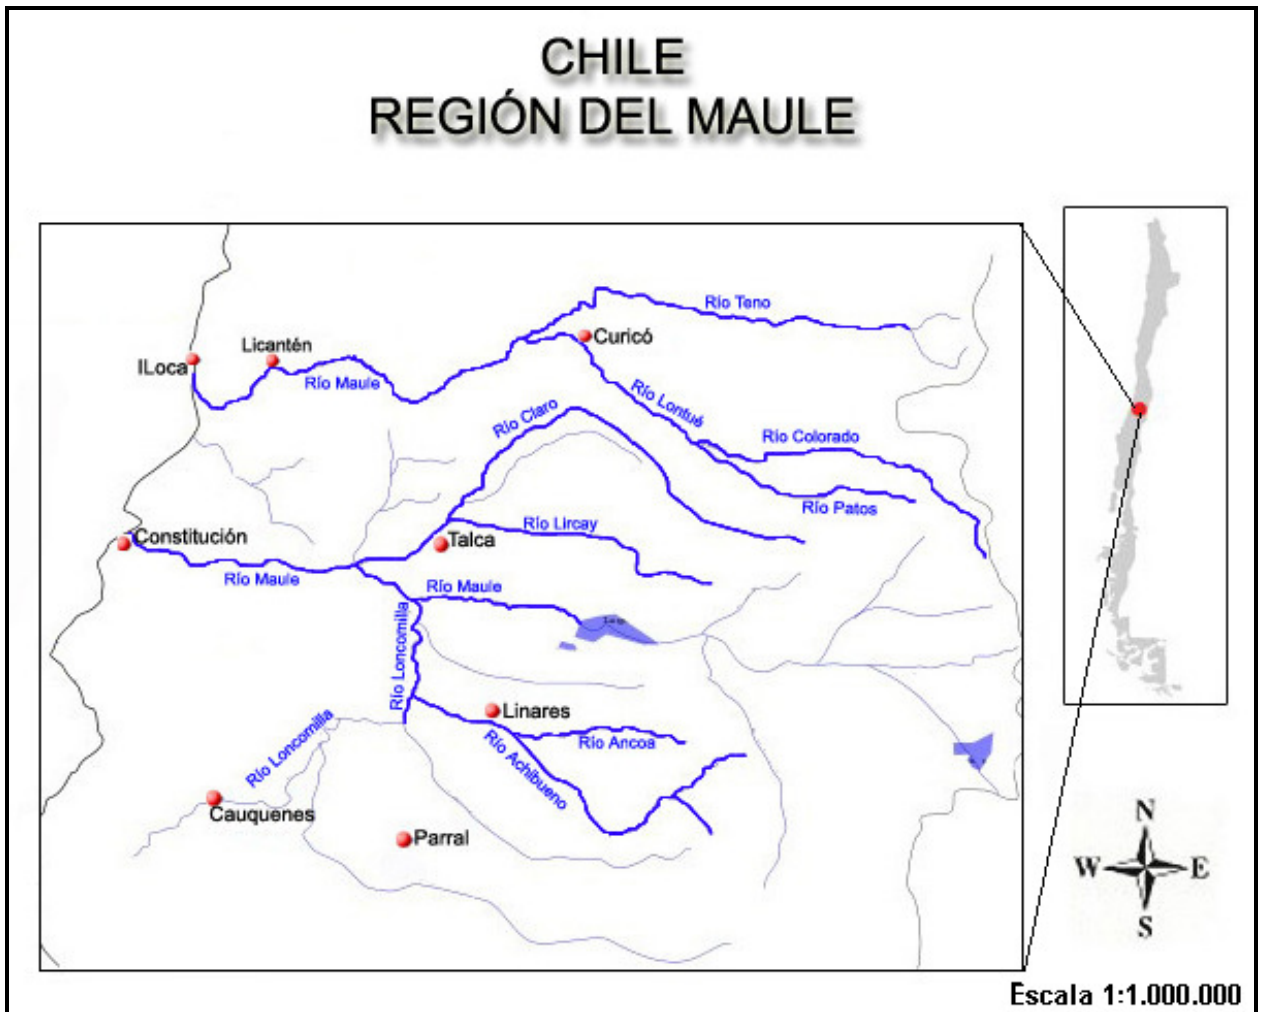 CHILE
REGIÓN DEL MAULE
Río Teno
Curicó
Licantén
ILoca
Río Maule
Río Lontué
Río Claro
Río Colorado
Río Patos
Río Lircay
Constitución
Talca
Río Maule
Río Maule
Río Loncomilla
Linares
Río Loncomilla
Río Ancoa
Río Achibueno
Cauquenes
Parral
N
W E
S
Escala 1:1.000.000